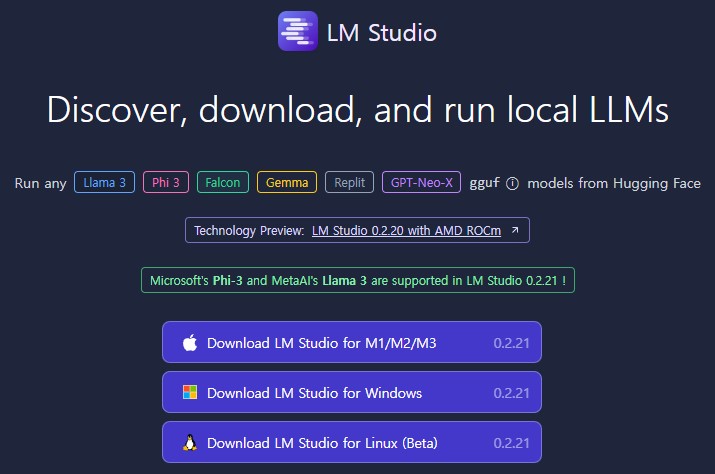 LM Studio
Discover, download, and run local LLMs
Run any Llama 3 Phi 3 Falcon Gemma Replit GPT-Neo-X gguf models from Hugging Face
Technology Preview: LM Studio 0.2.20 with AMD ROCm
Microsoft's Phi-3 and MetaAI's Llama 3 are supported in LM Studio 0.2.21 !
Download LM Studio for M1/M2/M3 0.2.21
Download LM Studio for Windows 0.2.21
Download LM Studio for Linux (Beta) 0.2.21